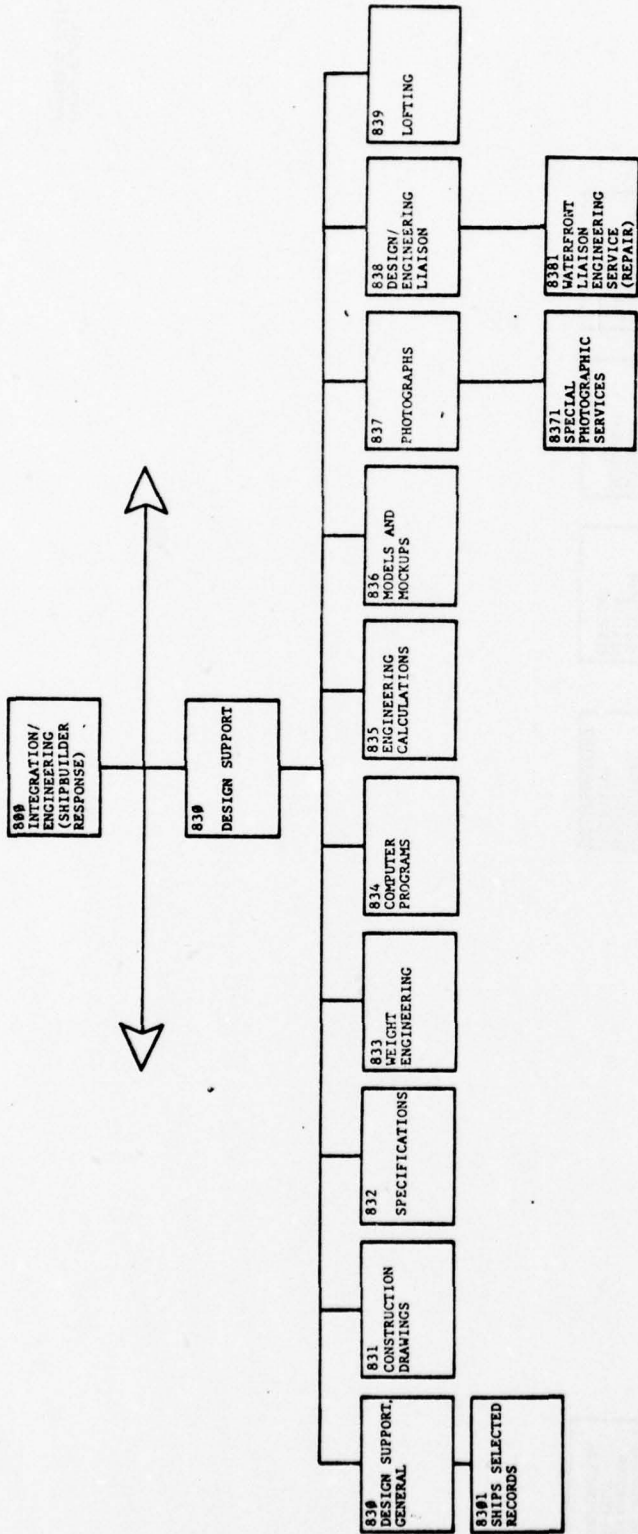 800
INTEGRATION/
ENGINEERING
(SHIPBUILDER
RESPONSE)
830
DESIGN SUPPORT
830
DESIGN SUPPORT,
GENERAL
8301
SHIPS SELECTED
RECORDS
831
CONSTRUCTION
DRAWINGS
832
SPECIFICATIONS
833
WEIGHT
ENGINEERING
834
COMPUTER
PROGRAMS
835
ENGINEERING
CALCULATIONS
836
MODELS AND
MOCKUPS
837
PHOTOGRAPHS
8371
SPECIAL
PHOTOGRAPHIC
SERVICES
838
DESIGN/
ENGINEERING
LIAISON
8381
WATERFRONT
LIAISON
ENGINEERING
SERVICE
(REPAIR)
839
LOFTING